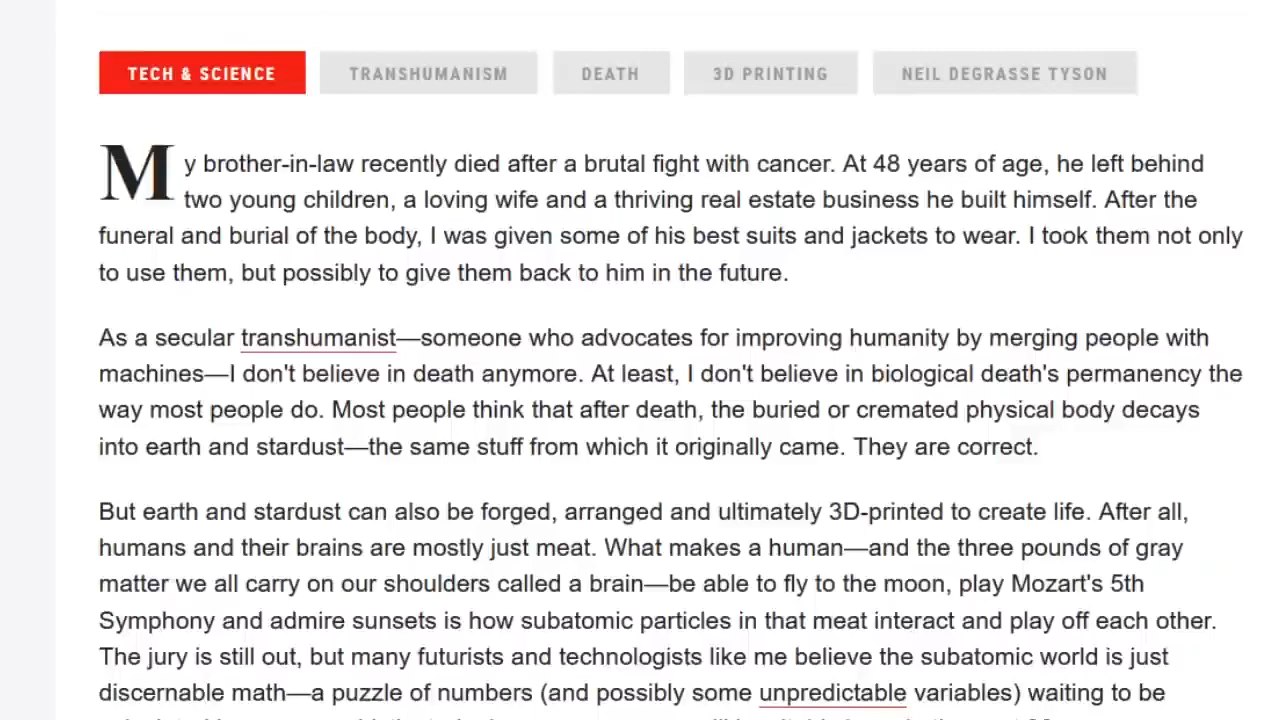 TECH & SCIENCE TRANSHUMANISM DEATH 3D PRINTING NEIL DEGRASSE TYSON
My brother-in-law recently died after a brutal fight with cancer. At 48 years of age, he left behind
two young children, a loving wife and a thriving real estate business he built himself. After the
funeral and burial of the body, I was given some of his best suits and jackets to wear. I took them not only
to use them, but possibly to give them back to him in the future.
As a secular transhumanist—someone who advocates for improving humanity by merging people with
machines—I don't believe in death anymore. At least, I don't believe in biological death's permanency the
way most people do. Most people think that after death, the buried or cremated physical body decays
into earth and stardust—the same stuff from which it originally came. They are correct.
But earth and stardust can also be forged, arranged and ultimately 3D-printed to create life. After all,
humans and their brains are mostly just meat. What makes a human—and the three pounds of gray
matter we all carry on our shoulders called a brain—be able to fly to the moon, play Mozart's 5th
Symphony and admire sunsets is how subatomic particles in that meat interact and play off each other.
The jury is still out, but many futurists and technologists like me believe the subatomic world is just
discernable math—a puzzle of numbers (and possibly some unpredictable variables) waiting to be